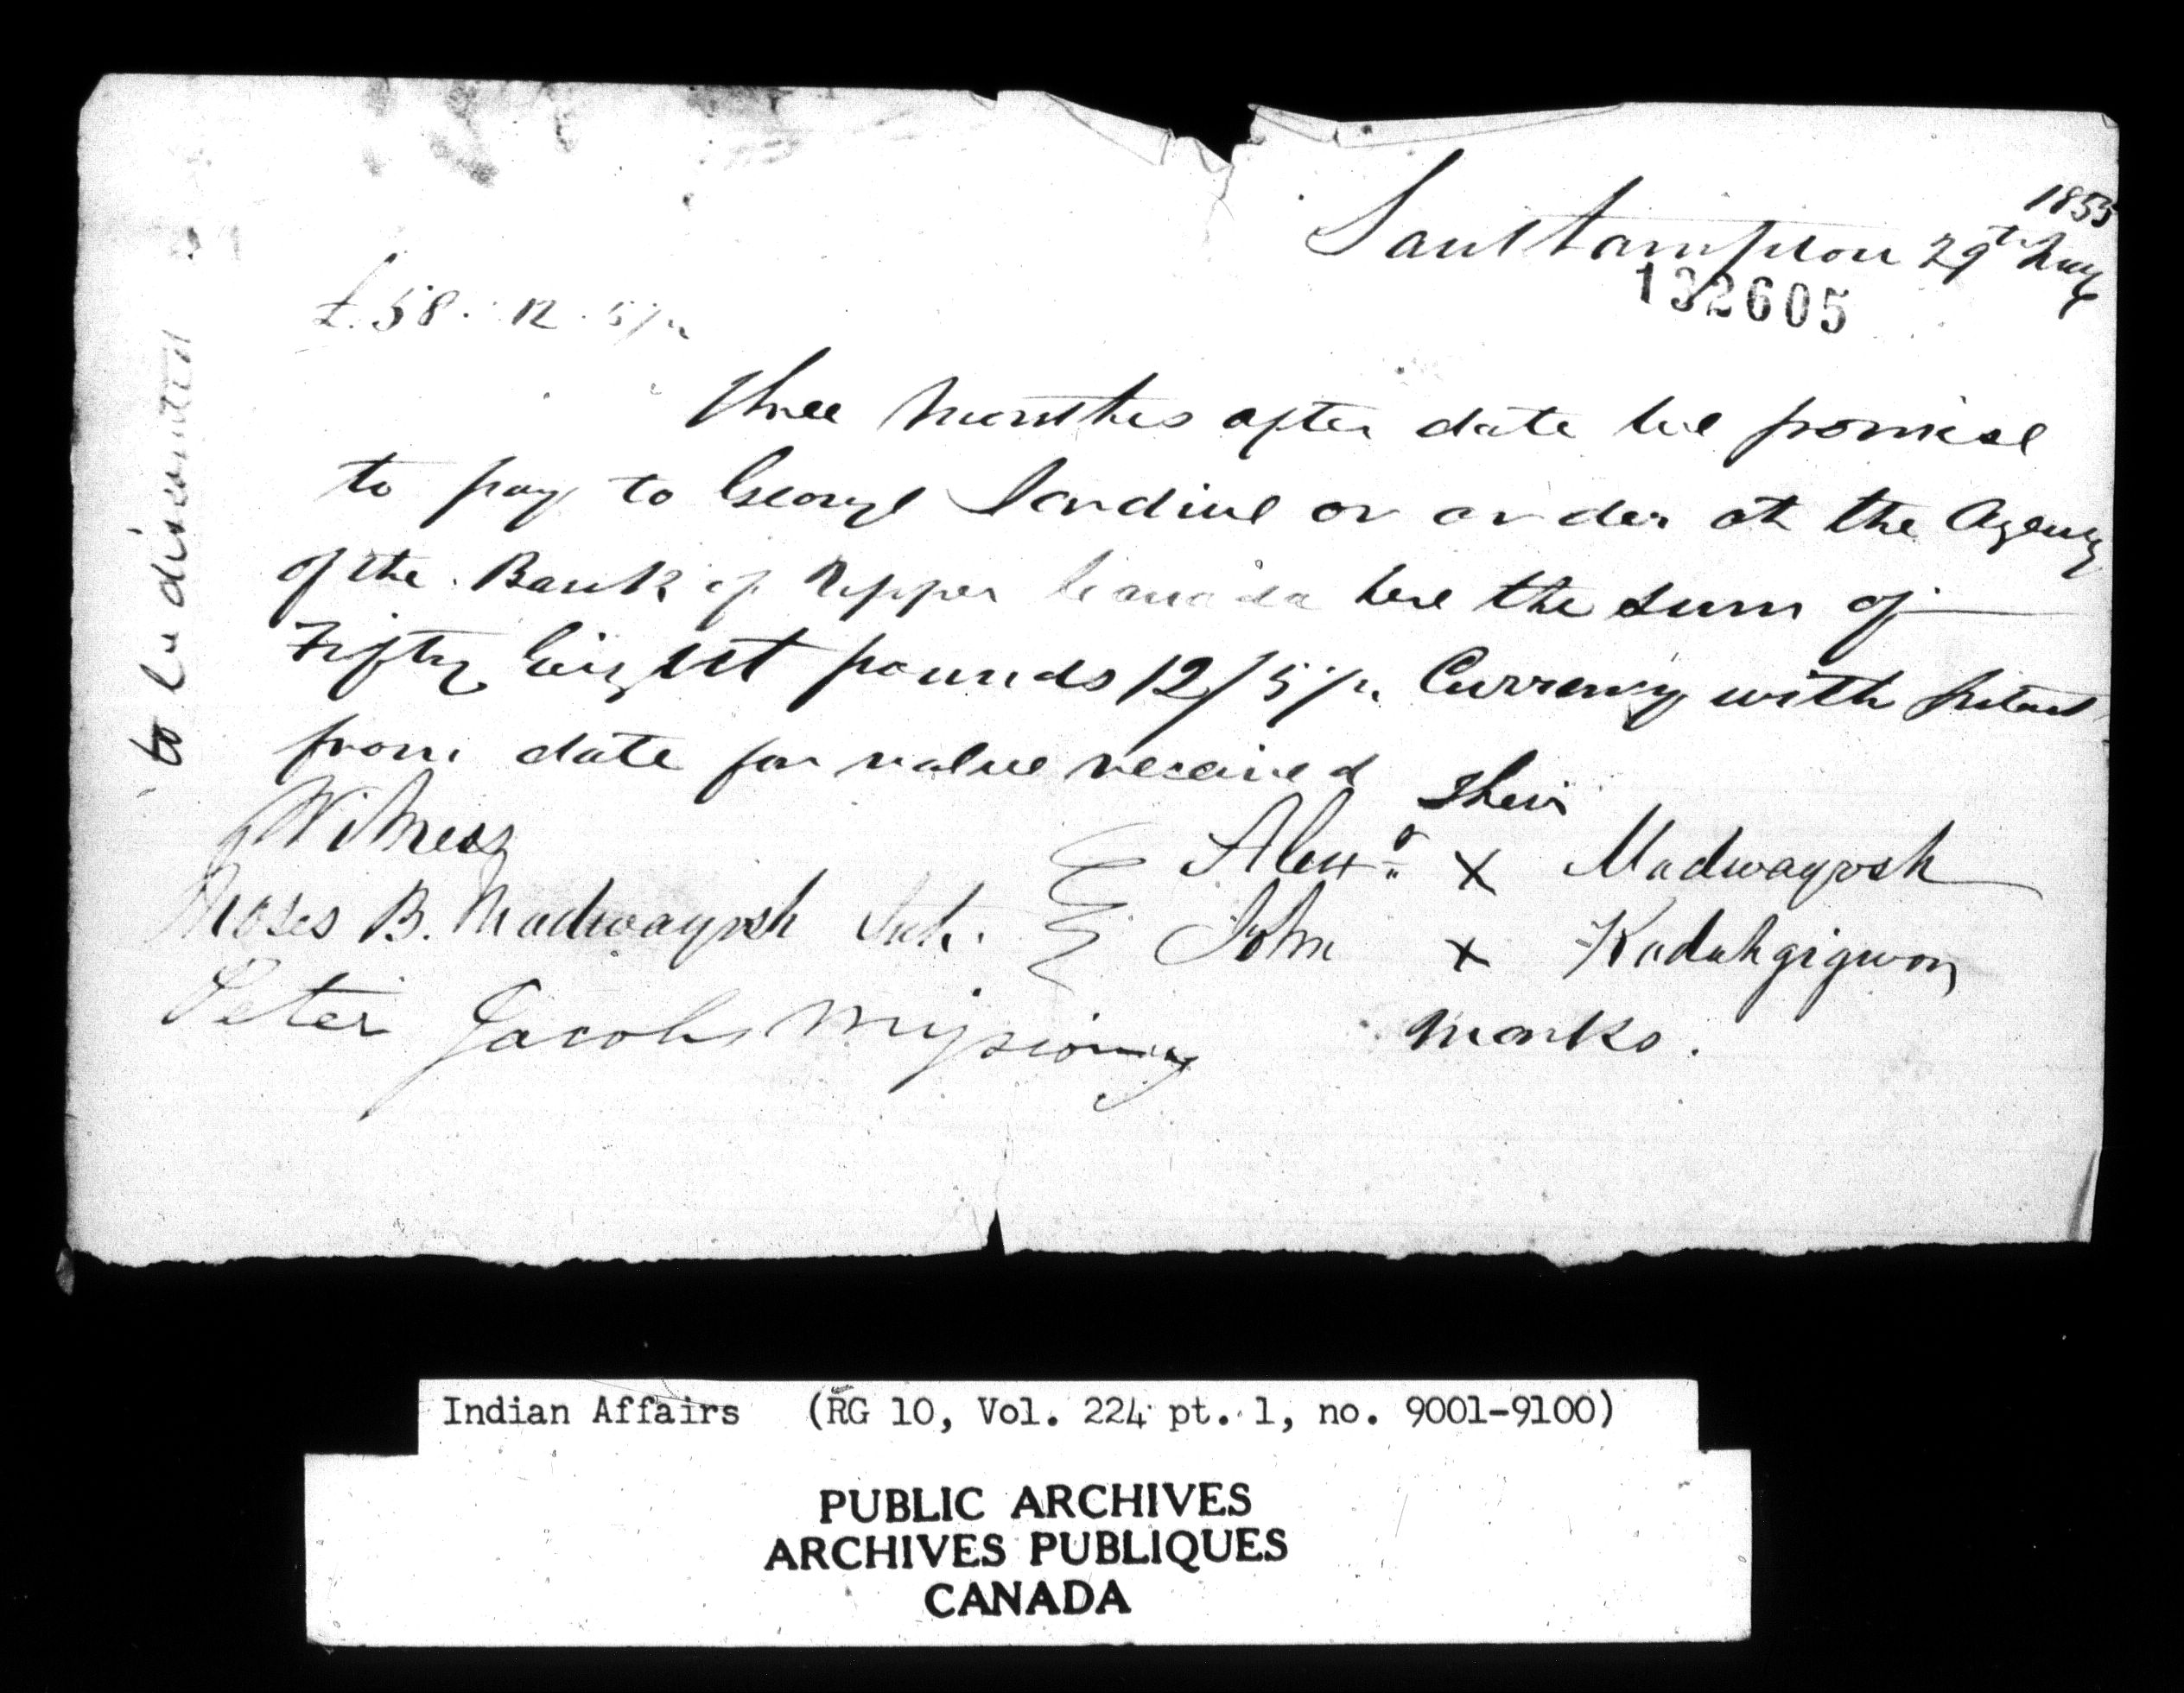 1855
Southampton 29th Aug
132605
£.58. 12. 5½
three Months after date we promise
to pay to George Jardine or order at the Agency
of the Bank of Upper Canada here the sum of
Fifty Eight pounds 12/5½ Currency with Interest
from date for value received
Witness
Moses B. Madwayosh
Peter Jacobs Missionary
their
Alexr. X Madwayosh
John X Kadahgigwon
marks.
to be discounted
Indian Affairs (RG 10, Vol. 224 pt. 1, no. 9001-9100)
PUBLIC ARCHIVES
ARCHIVES PUBLIQUES
CANADA